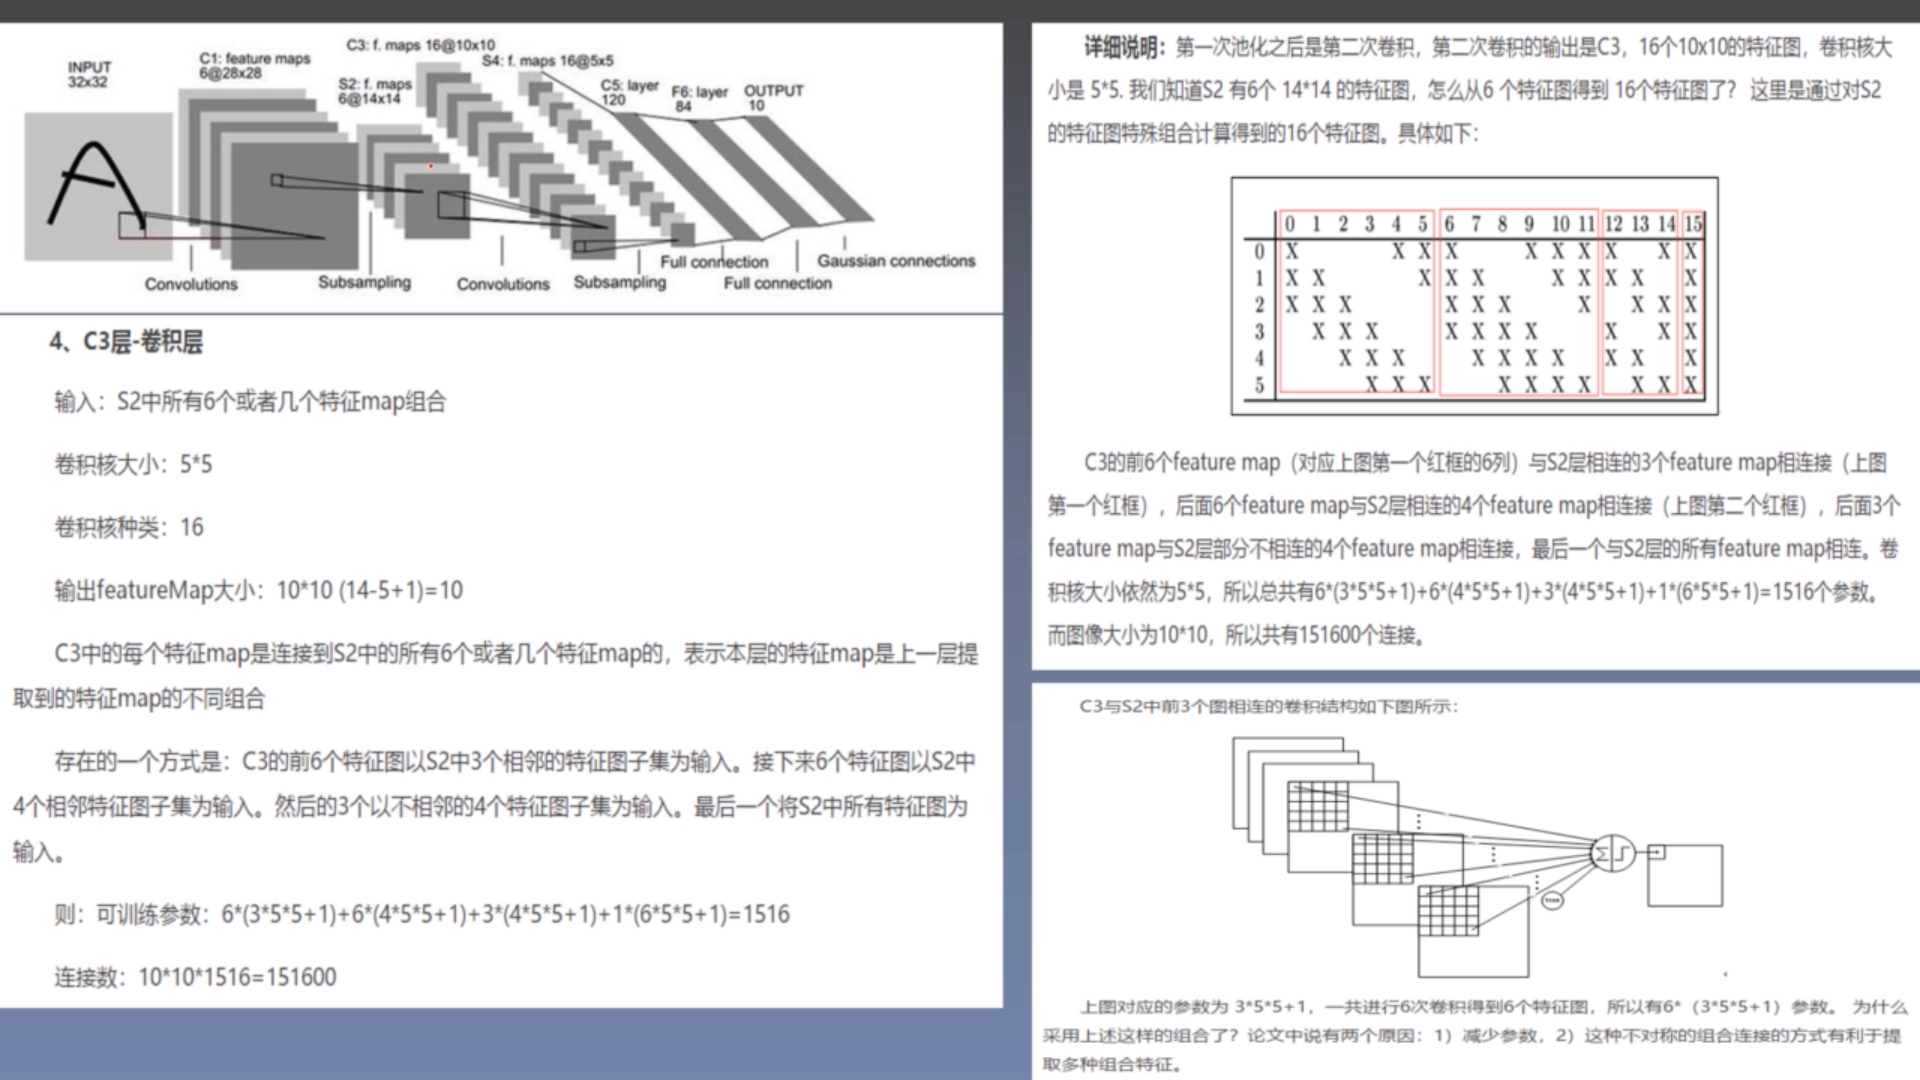 INPUT
32x32
C1: feature maps
6@28x28
S2: f. maps
6@14x14
C3: f. maps 16@10x10
S4: f. maps 16@5x5
C5: layer
120
F6: layer
84
OUTPUT
10
Convolutions
Subsampling
Convolutions
Subsampling
Full connection
Full connection
Gaussian connections
4、C3层-卷积层
输入：S2中所有6个或者几个特征map组合
卷积核大小：5*5
卷积核种类：16
输出featureMap大小：10*10 (14-5+1)=10
C3中的每个特征map是连接到S2中的所有6个或者几个特征map的，表示本层的特征map是上一层提
取到的特征map的不同组合
存在的一个方式是：C3的前6个特征图以S2中3个相邻的特征图子集为输入。接下来6个特征图以S2中
4个相邻特征图子集为输入。然后的3个以不相邻的4个特征图子集为输入。最后一个将S2中所有特征图为
输入。
则：可训练参数：6*(3*5*5+1)+6*(4*5*5+1)+3*(4*5*5+1)+1*(6*5*5+1)=1516
连接数：10*10*1516=151600
详细说明：第一次池化之后是第二次卷积，第二次卷积的输出是C3，16个10x10的特征图，卷积核大
小是 5*5. 我们知道S2 有6个 14*14 的特征图，怎么从6 个特征图得到 16个特征图了？ 这里是通过对S2
的特征图特殊组合计算得到的16个特征图。具体如下：
0 1 2 3 4 5 6 7 8 9 10 11 12 13 14 15
0 X X X X X X X X X X
1 X X X X X X X X X X
2 X X X X X X X X X X
3 X X X X X X X X X X
4 X X X X X X X X X X
5 X X X X X X X X X X
C3的前6个feature map（对应上图第一个红框的6列）与S2层相连的3个feature map相连接（上图
第一个红框），后面6个feature map与S2层相连的4个feature map相连接（上图第二个红框），后面3个
feature map与S2层部分不相连的4个feature map相连接，最后一个与S2层的所有feature map相连。卷
积核大小依然为5*5，所以总共有6*(3*5*5+1)+6*(4*5*5+1)+3*(4*5*5+1)+1*(6*5*5+1)=1516个参数。
而图像大小为10*10，所以共有151600个连接。
C3与S2中前3个图相连的卷积结构如下图所示：
Σ
上图对应的参数为 3*5*5+1，一共进行6次卷积得到6个特征图，所以有6*（3*5*5+1）参数。 为什么
采用上述这样的组合了？论文中说有两个原因：1）减少参数，2）这种不对称的组合连接的方式有利于提
取多种组合特征。